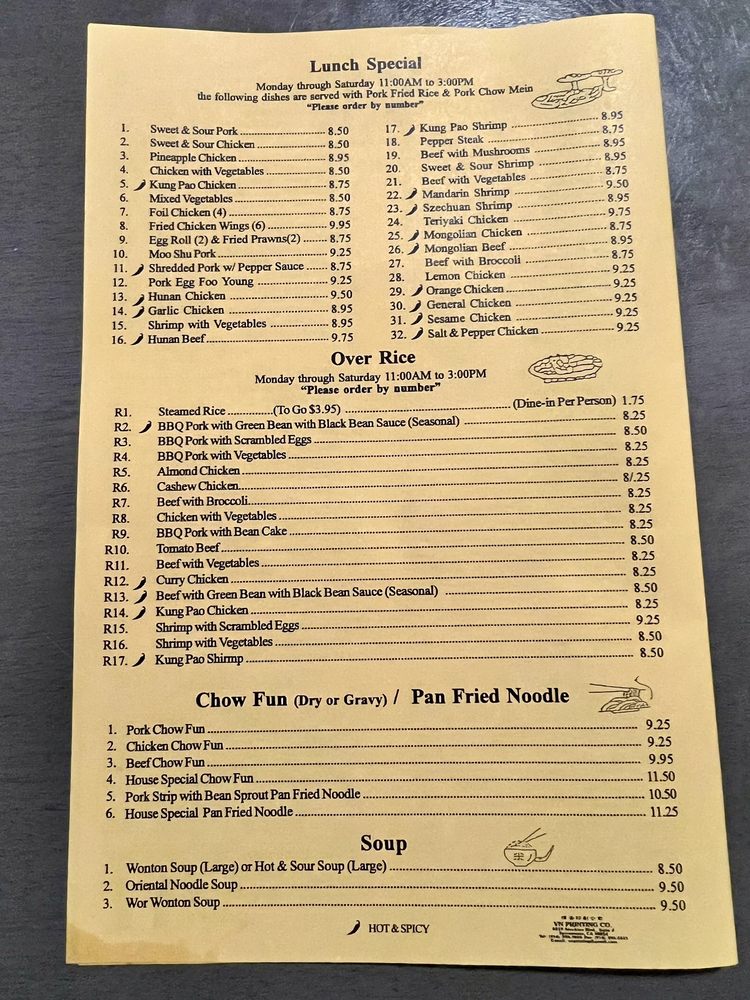 Lunch Special
Monday through Saturday 11:00AM to 3:00PM
the following dishes are served with Pork Fried Rice & Pork Chow Mein
"Please order by number"
1. Sweet & Sour Pork 8.50
2. Sweet & Sour Chicken 8.50
3. Pineapple Chicken 8.95
4. Chicken with Vegetables 8.50
5. Kung Pao Chicken 8.75
6. Mixed Vegetables 8.50
7. Foil Chicken (4) 8.75
8. Fried Chicken Wings (6) 9.95
9. Egg Roll (2) & Fried Prawns(2) 8.75
10. Moo Shu Pork 9.25
11. Shredded Pork w/ Pepper Sauce 8.75
12. Pork Egg Foo Young 9.25
13. Hunan Chicken 9.50
14. Garlic Chicken 8.95
15. Shrimp with Vegetables 8.95
16. Hunan Beef 9.75
17. Kung Pao Shrimp 8.95
18. Pepper Steak 8.75
19. Beef with Mushrooms 8.95
20. Sweet & Sour Shrimp 8.95
21. Beef with Vegetables 8.75
22. Mandarin Shrimp 9.50
23. Szechuan Shrimp 8.95
24. Teriyaki Chicken 9.75
25. Mongolian Chicken 8.75
26. Mongolian Beef 8.95
27. Beef with Broccoli 8.75
28. Lemon Chicken 9.25
29. Orange Chicken 9.25
30. General Chicken 9.25
31. Sesame Chicken 9.25
32. Salt & Pepper Chicken 9.25
Over Rice
Monday through Saturday 11:00AM to 3:00PM
"Please order by number"
R1. Steamed Rice (To Go $3.95) (Dine-in Per Person) 1.75
R2. BBQ Pork with Green Bean with Black Bean Sauce (Seasonal) 8.25
R3. BBQ Pork with Scrambled Eggs 8.50
R4. BBQ Pork with Vegetables 8.25
R5. Almond Chicken 8.25
R6. Cashew Chicken 8/.25
R7. Beef with Broccoli 8.25
R8. Chicken with Vegetables 8.25
R9. BBQ Pork with Bean Cake 8.25
R10. Tomato Beef 8.50
R11. Beef with Vegetables 8.25
R12. Curry Chicken 8.25
R13. Beef with Green Bean with Black Bean Sauce (Seasonal) 8.50
R14. Kung Pao Chicken 8.25
R15. Shrimp with Scrambled Eggs 9.25
R16. Shrimp with Vegetables 8.50
R17. Kung Pao Shirmp 8.50
Chow Fun (Dry or Gravy) / Pan Fried Noodle
1. Pork Chow Fun 9.25
2. Chicken Chow Fun 9.25
3. Beef Chow Fun 9.95
4. House Special Chow Fun 11.50
5. Pork Strip with Bean Sprout Pan Fried Noodle 10.50
6. House Special Pan Fried Noodle 11.25
Soup
1. Wonton Soup (Large) or Hot & Sour Soup (Large) 8.50
2. Oriental Noodle Soup 9.50
3. Wor Wonton Soup 9.50
HOT & SPICY
VN PRINTING CO.